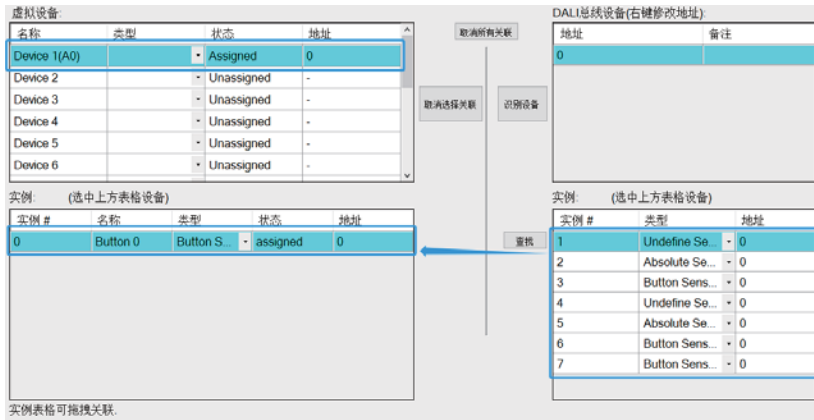 虚拟设备:
名称 类型 状态 地址
Device 1(A0) Assigned 0
Device 2 Unassigned -
Device 3 Unassigned -
Device 4 Unassigned -
Device 5 Unassigned -
Device 6 Unassigned -
实例: (选中上方表格设备)
实例 # 名称 类型 状态 地址
0 Button 0 Button S... assigned 0
实例表格可拖拽关联.
取消所有关联
取消选择关联 识别设备
查找
DALI总线设备(右键修改地址):
地址 备注
0
实例: (选中上方表格设备)
实例 # 类型 地址
1 Undefine Se... 0
2 Absolute Se... 0
3 Button Sens... 0
4 Undefine Se... 0
5 Absolute Se... 0
6 Button Sens... 0
7 Button Sens... 0